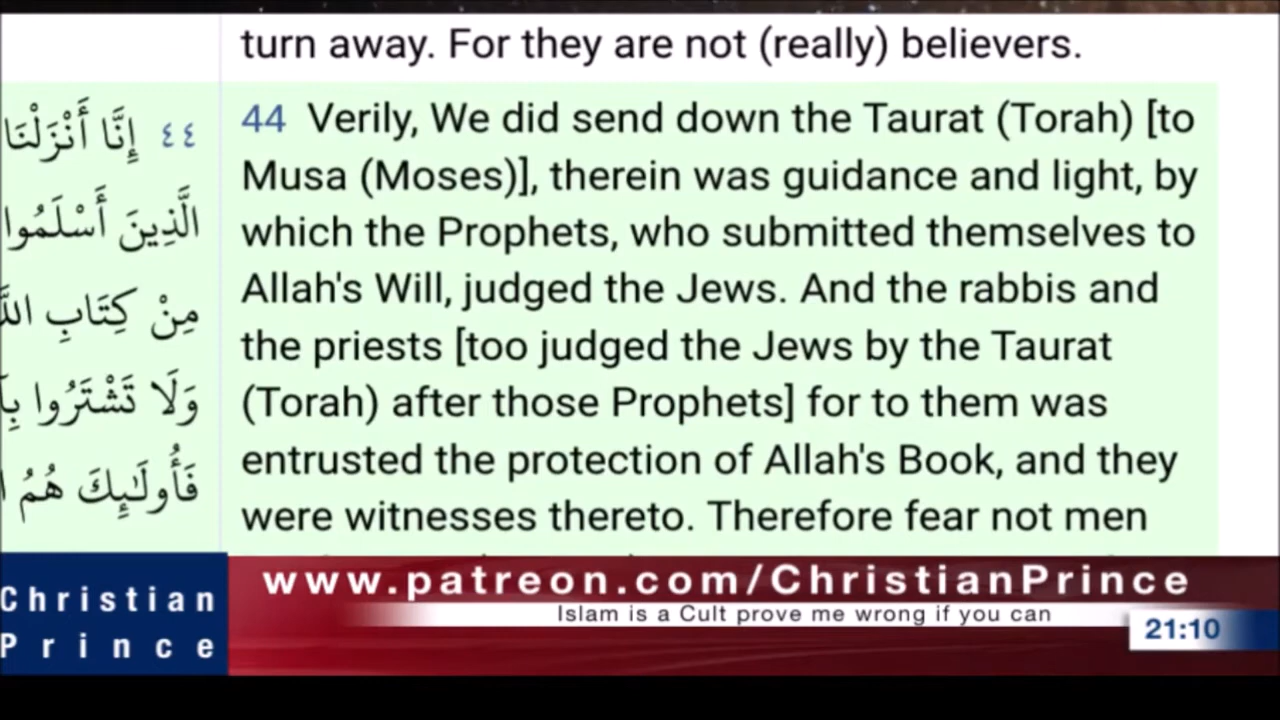 turn away. For they are not (really) believers.
٤٤ إِنَّا أَنْزَلْنَا
الَّذِينَ أَسْلَمُوا
مِنْ كِتَابِ
وَلَا تَشْتَرُوا
فَأُولَٰئِكَ هُمُ
44 Verily, We did send down the Taurat (Torah) [to
Musa (Moses)], therein was guidance and light, by
which the Prophets, who submitted themselves to
Allah's Will, judged the Jews. And the rabbis and
the priests [too judged the Jews by the Taurat
(Torah) after those Prophets] for to them was
entrusted the protection of Allah's Book, and they
were witnesses thereto. Therefore fear not men
Christian
Prince
www.patreon.com/ChristianPrince
Islam is a Cult prove me wrong if you can
21:10